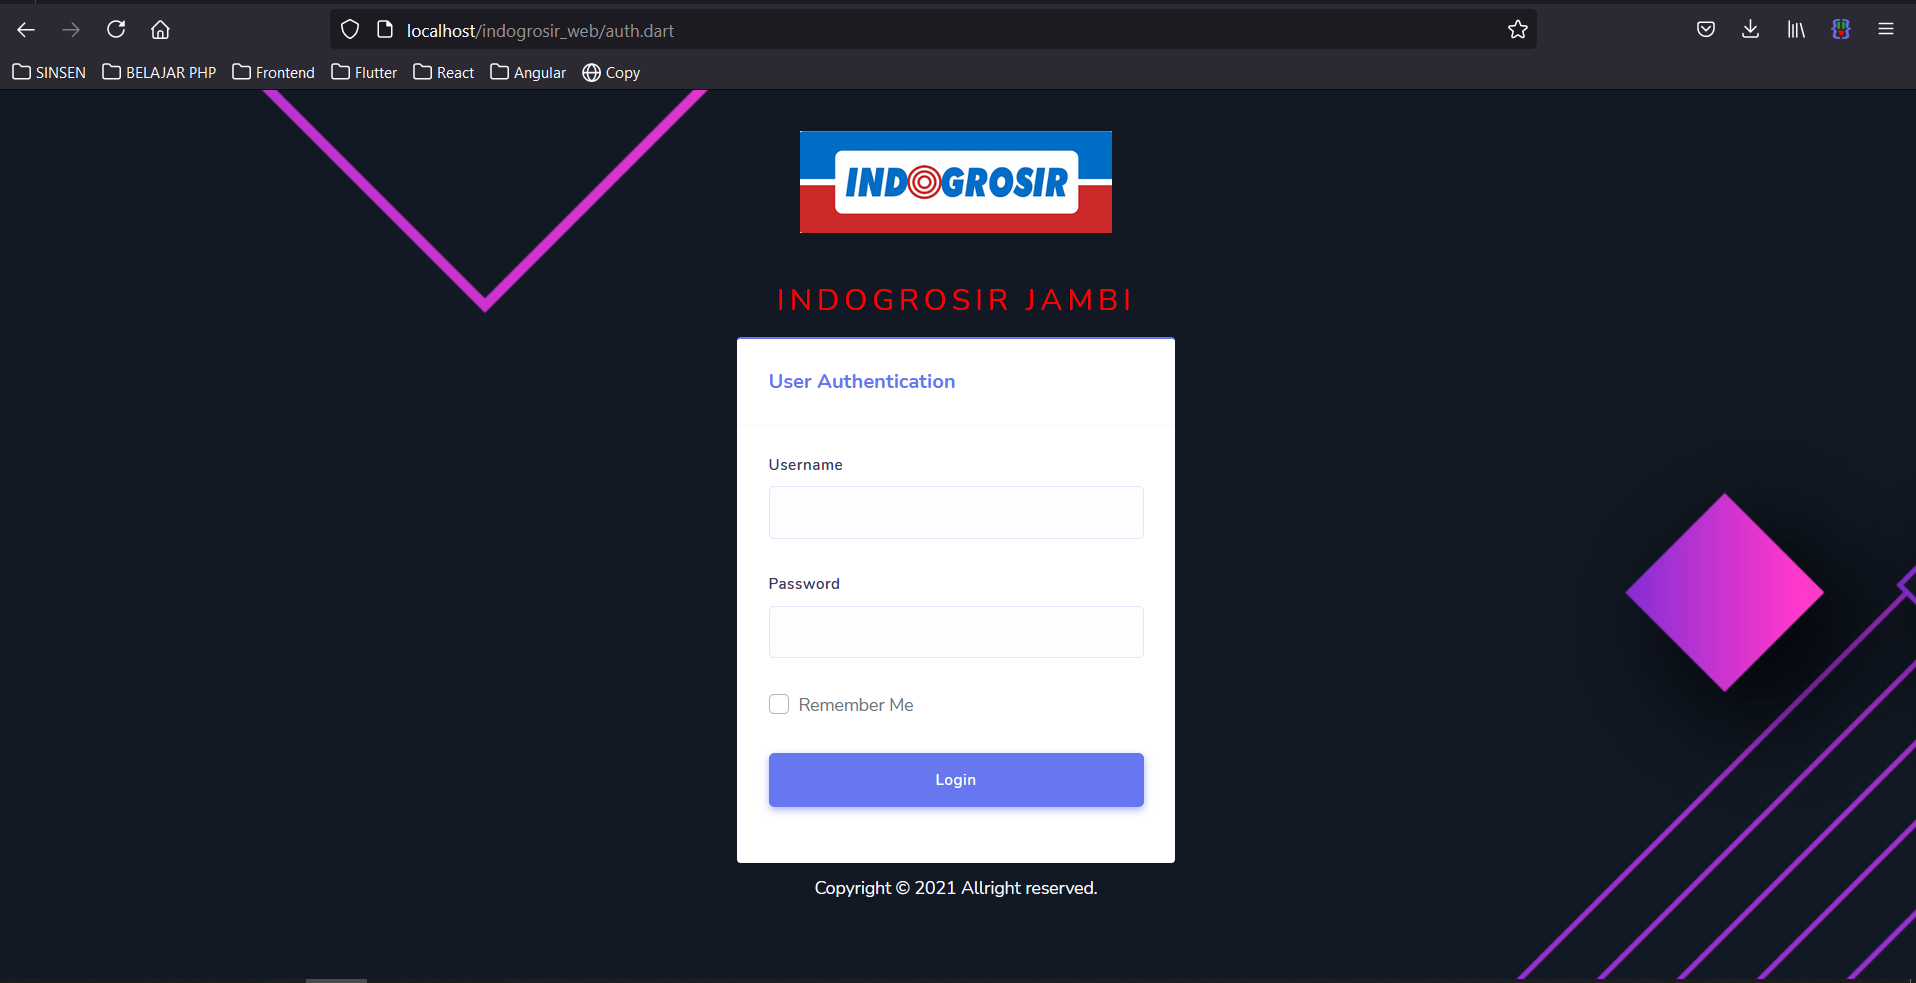 localhost/indogrosir_web/auth.dart
SINSEN BELAJAR PHP Frontend Flutter React Angular Copy
INDOGROSIR
INDOGROSIR JAMBI
User Authentication
Username
Password
Remember Me
Login
Copyright © 2021 Allright reserved.